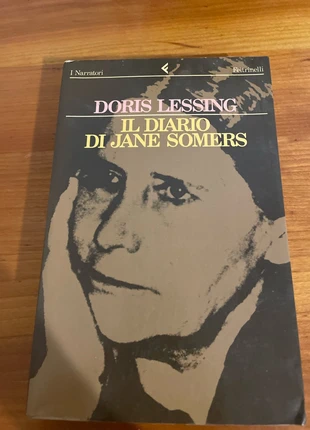 I Narratori
Feltrinelli
DORIS LESSING
IL DIARIO
DI JANE SOMERS